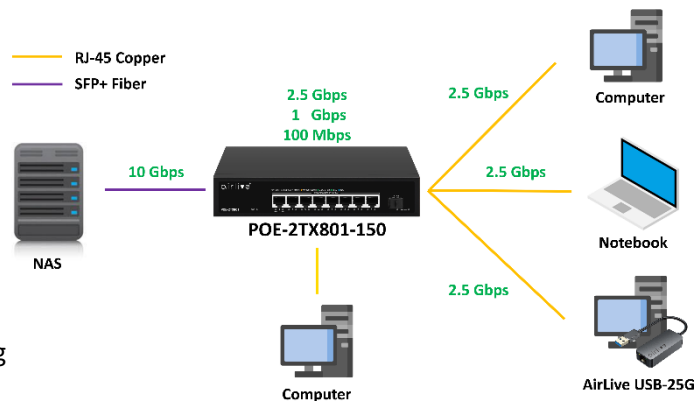 RJ-45 Copper
SFP+ Fiber
2.5 Gbps
1 Gbps
100 Mbps
2.5 Gbps
Computer
10 Gbps
2.5 Gbps
airlive
POE-2TX801-150
NAS
Notebook
2.5 Gbps
g
Computer
AirLive USB-25G